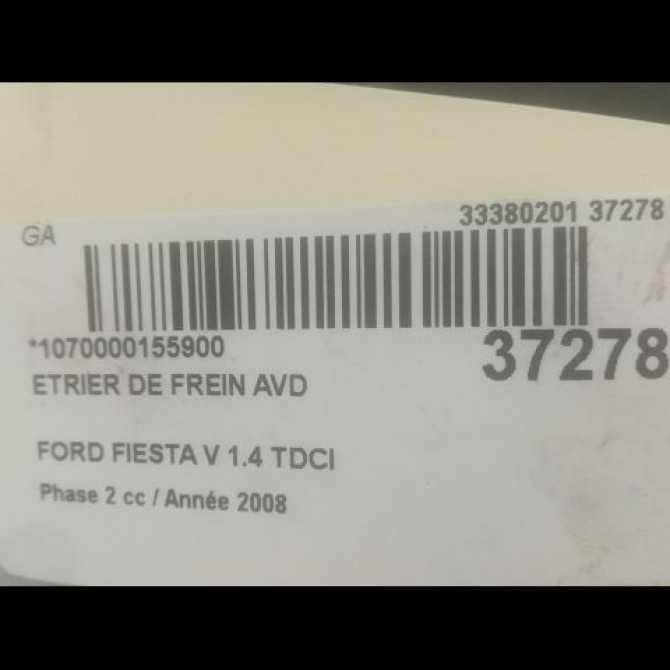 GA
33380201 37278
*1070000155900
37278
ETRIER DE FREIN AVD
FORD FIESTA V 1.4 TDCI
Phase 2 cc / Année 2008